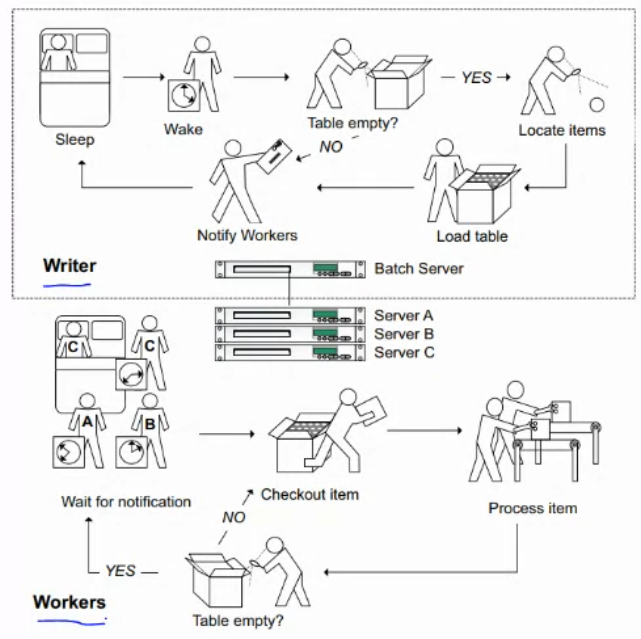 Sleep
Wake
Table empty?
YES
Locate items
NO
Notify Workers
Load table
Writer
Batch Server
Server A
Server B
Server C
C
C
A
B
Wait for notification
Checkout item
Process item
NO
YES
Table empty?
Workers